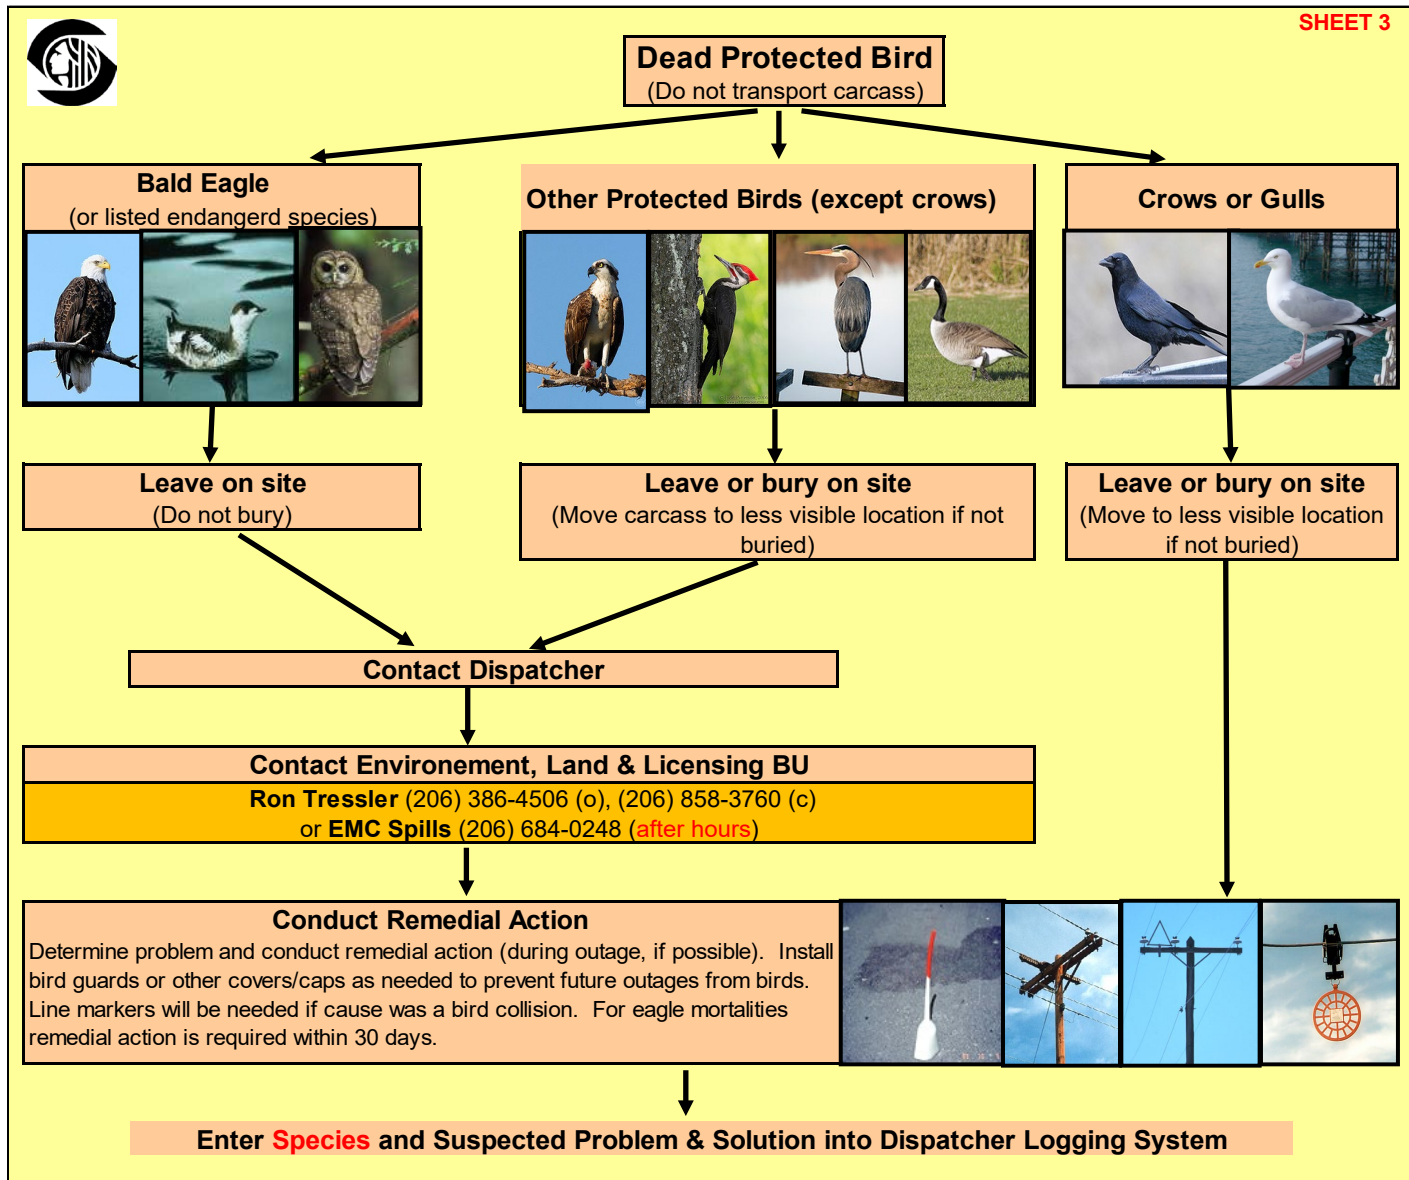 SHEET 3
Dead Protected Bird
(Do not transport carcass)
Bald Eagle
(or listed endangerd species)
Other Protected Birds (except crows)
Crows or Gulls
Leave on site
(Do not bury)
Leave or bury on site
(Move carcass to less visible location if not
buried)
Leave or bury on site
(Move to less visible location
if not buried)
Contact Dispatcher
Contact Environement, Land & Licensing BU
Ron Tressler (206) 386-4506 (o), (206) 858-3760 (c)
or EMC Spills (206) 684-0248 (after hours)
Conduct Remedial Action
Determine problem and conduct remedial action (during outage, if possible). Install
bird guards or other covers/caps as needed to prevent future outages from birds.
Line markers will be needed if cause was a bird collision. For eagle mortalities
remedial action is required within 30 days.
Enter Species and Suspected Problem & Solution into Dispatcher Logging System